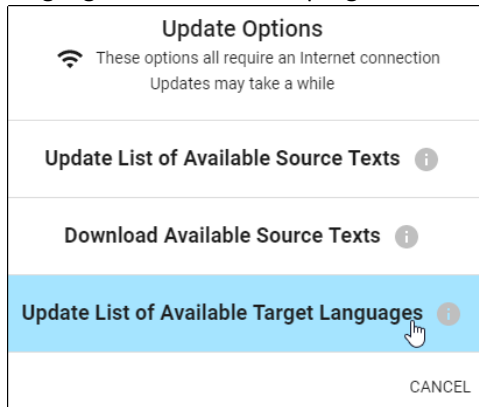 Update Options
These options all require an Internet connection
Updates may take a while
Update List of Available Source Texts
Download Available Source Texts
Update List of Available Target Languages
CANCEL